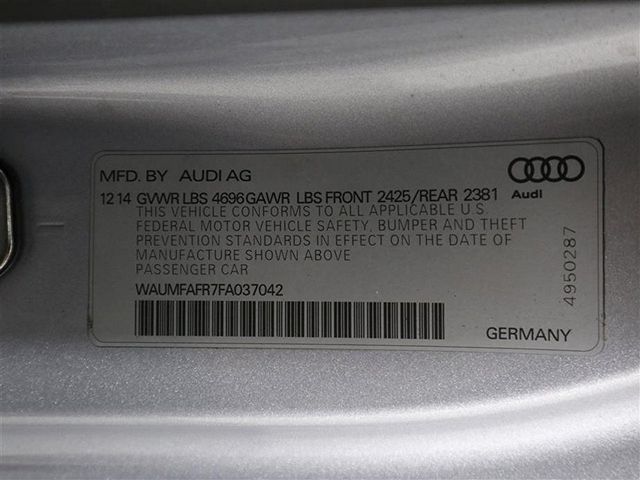 MFD. BY AUDI AG
12 14 GVWR LBS 4696 GAWR LBS FRONT 2425/REAR 2381
Audi
THIS VEHICLE CONFORMS TO ALL APPLICABLE U.S.
FEDERAL MOTOR VEHICLE SAFETY, BUMPER AND THEFT
PREVENTION STANDARDS IN EFFECT ON THE DATE OF
MANUFACTURE SHOWN ABOVE
PASSENGER CAR
WAUMFAFR7FA037042
GERMANY
4950287